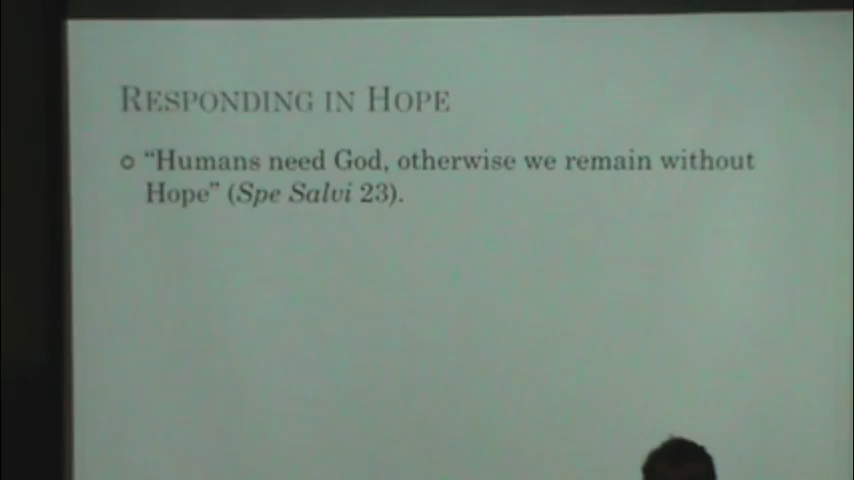 RESPONDING IN HOPE
“Humans need God, otherwise we remain without
Hope” (Spe Salvi 23).